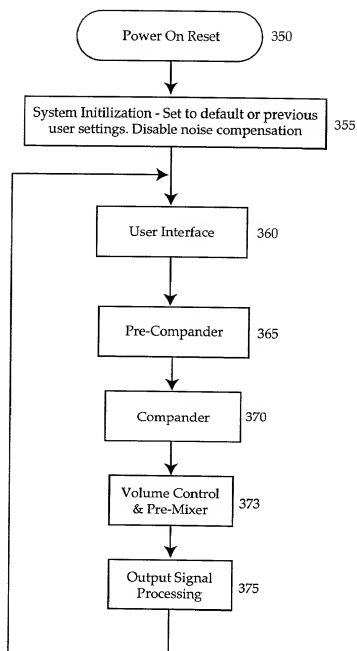 Power On Reset
350
System Initilization - Set to default or previous
user settings. Disable noise compensation
355
User Interface
360
Pre-Compander
365
Compander
370
Volume Control
& Pre-Mixer
373
Output Signal
Processing
375